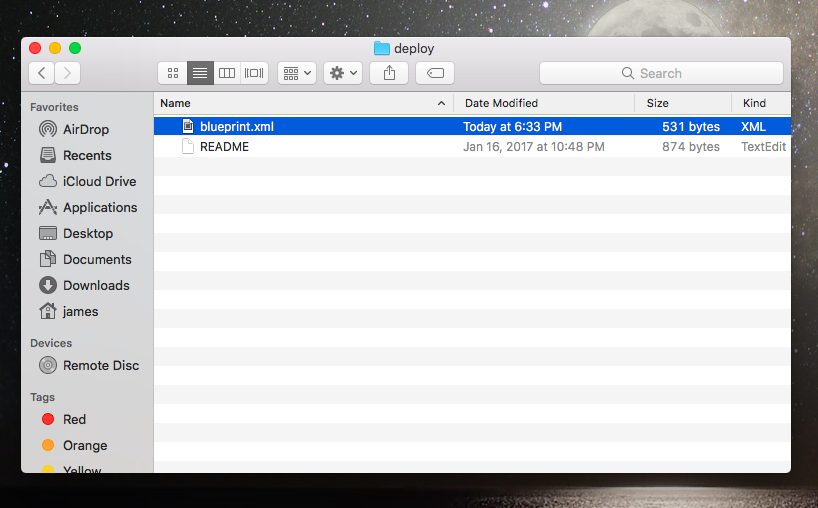 deploy
Search
Favorites
AirDrop
Recents
iCloud Drive
Applications
Desktop
Documents
Downloads
james
Devices
Remote Disc
Tags
Red
Orange
Yellow
Name Date Modified Size Kind
blueprint.xml Today at 6:33 PM 531 bytes XML
README Jan 16, 2017 at 10:48 PM 874 bytes TextEdit